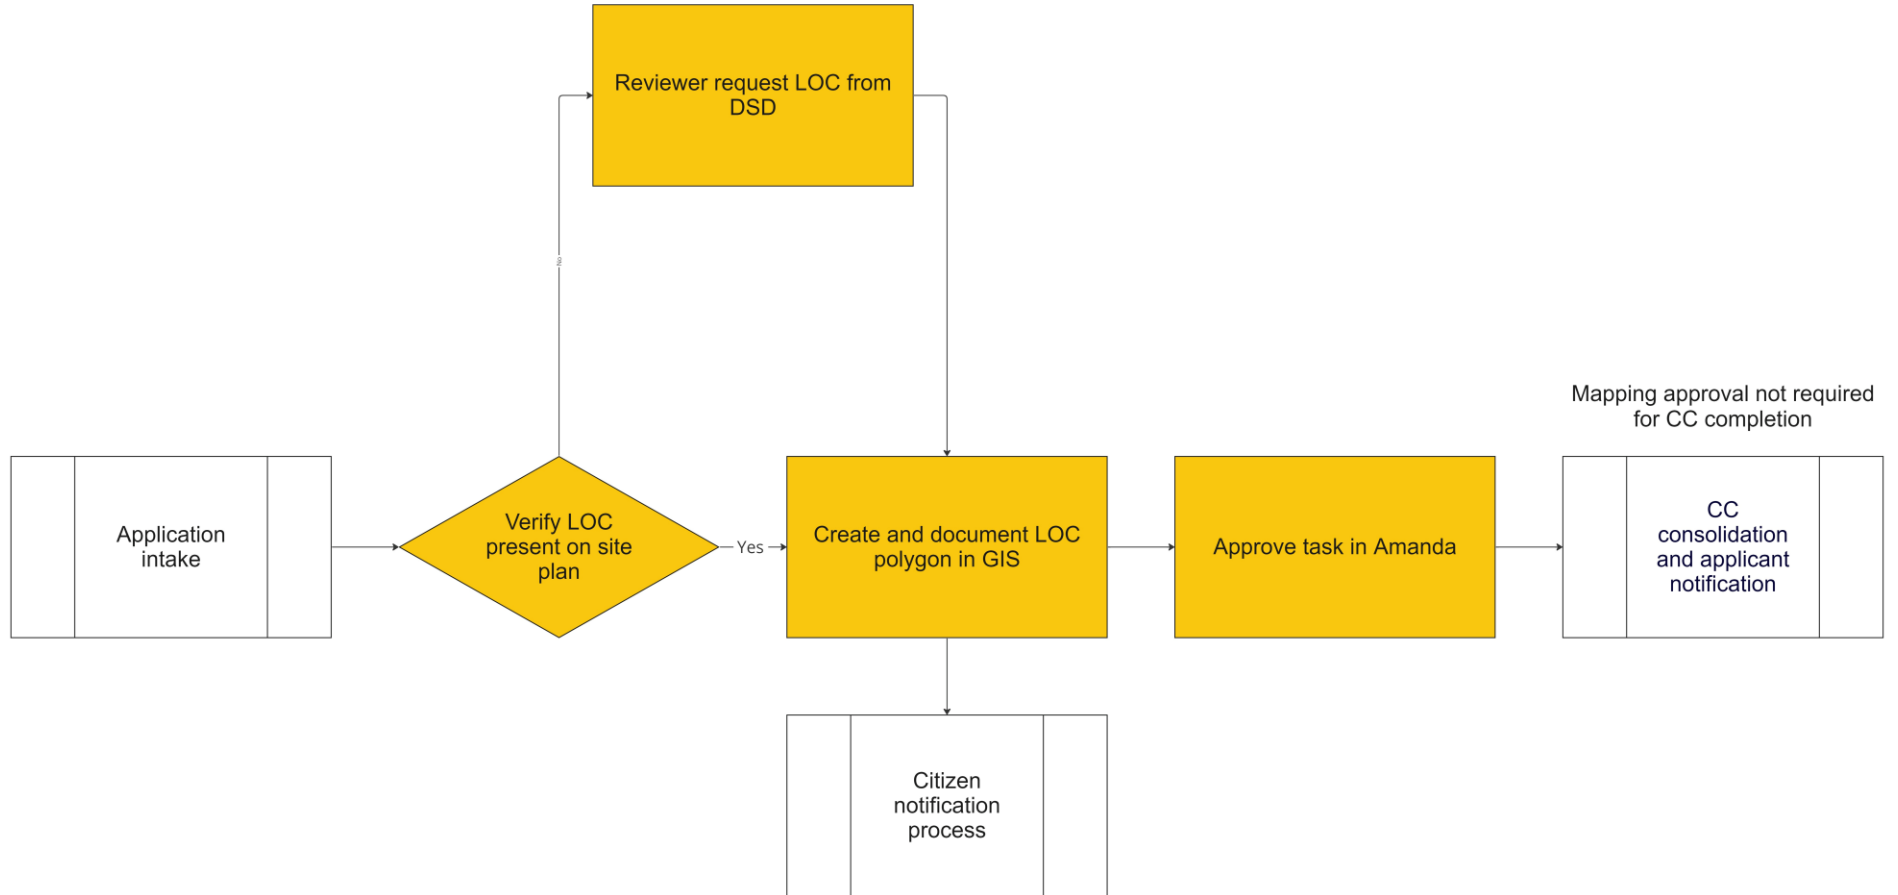 Reviewer request LOC from
DSD
No
Mapping approval not required
for CC completion
Application
intake
Verify LOC
present on site
plan
Yes
Create and document LOC
polygon in GIS
Approve task in Amanda
CC
consolidation
and applicant
notification
Citizen
notification
process